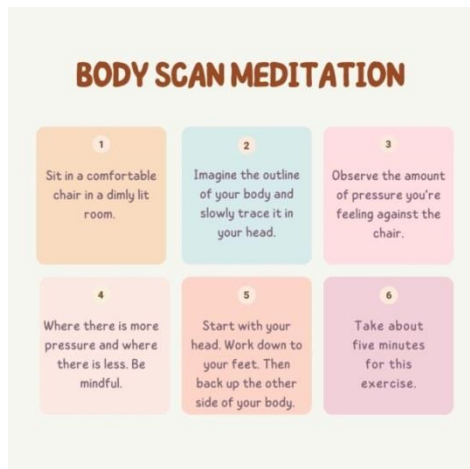 BODY SCAN MEDITATION
1
Sit in a comfortable
chair in a dimly lit
room.
2
Imagine the outline
of your body and
slowly trace it in
your head.
3
Observe the amount
of pressure you're
feeling against the
chair.
4
Where there is more
pressure and where
there is less. Be
mindful.
5
Start with your
head. Work down to
your feet. Then
back up the other
side of your body.
6
Take about
five minutes
for this
exercise.